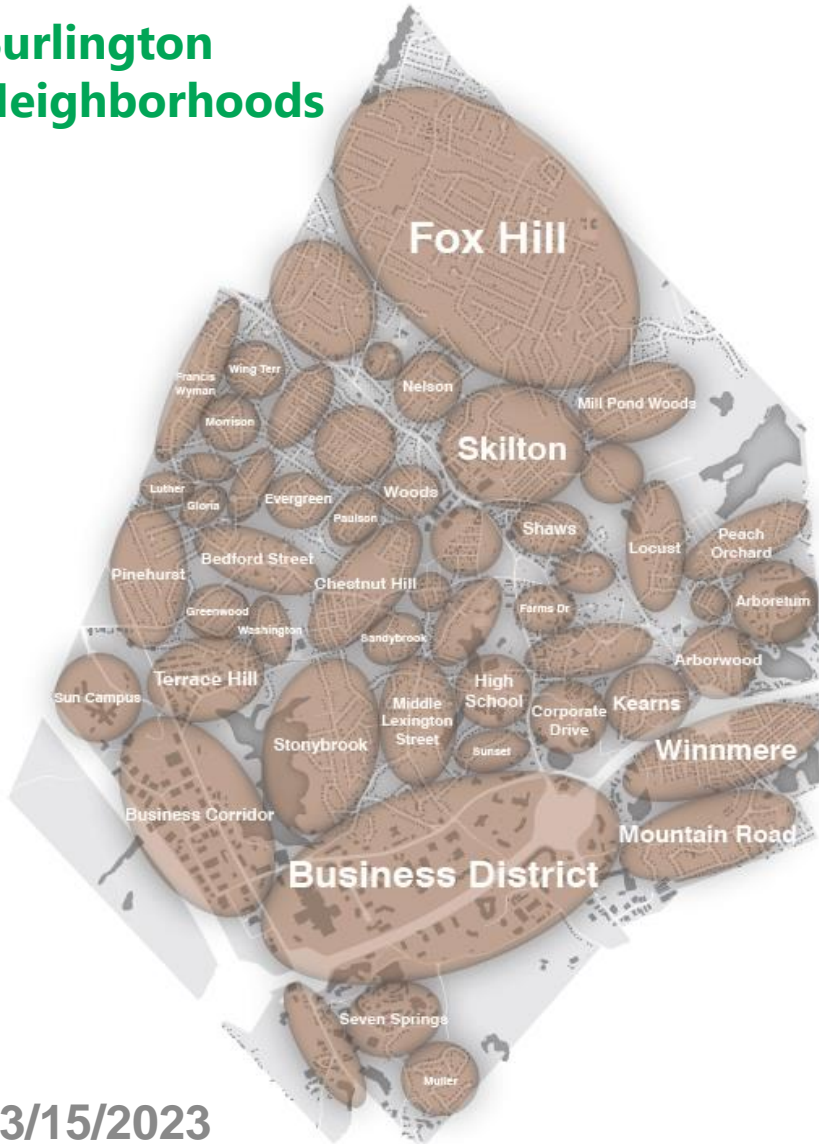 urlington
eighborhoods
Fox Hill
Wing Terr
Francis
Wyman
Nelson
Mill Pond Woods
Morrison
Skilton
Luther
Gloria
Evergreen
Woods
Paulson
Shaws
Locust
Peach
Orchard
Pinehurst
Bedford Street
Chestnut Hill
Greenwood
Washington
Sandybrook
Farms Dr
Arboretum
Arborwood
Sun Campus
Terrace Hill
High
School
Middle
Lexington
Street
Corporate
Drive
Kearns
Stonybrook
Sunset
Winnmere
Business Corridor
Mountain Road
Business District
Seven Springs
Muller
3/15/2023